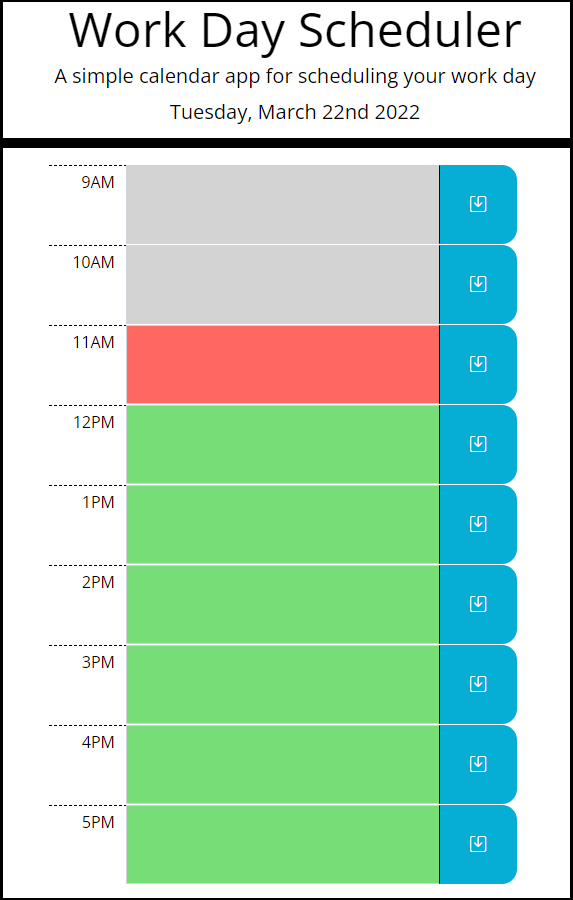 Work Day Scheduler
A simple calendar app for scheduling your work day
Tuesday, March 22nd 2022
9AM
10AM
11AM
12PM
1PM
2PM
3PM
4PM
5PM